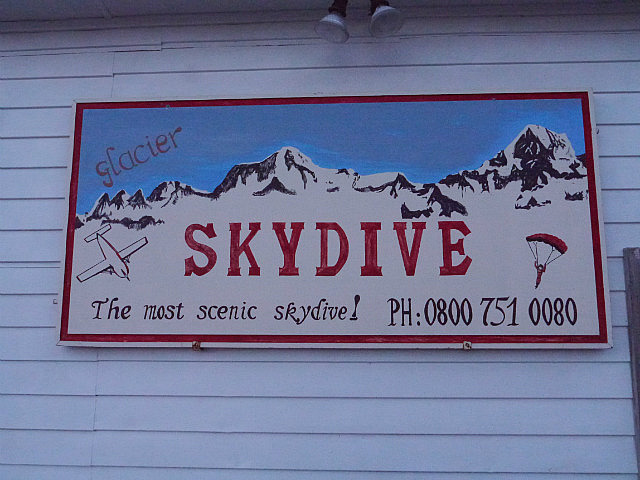 glacier
SKYDIVE
The most scenic skydive! PH:0800 751 0080